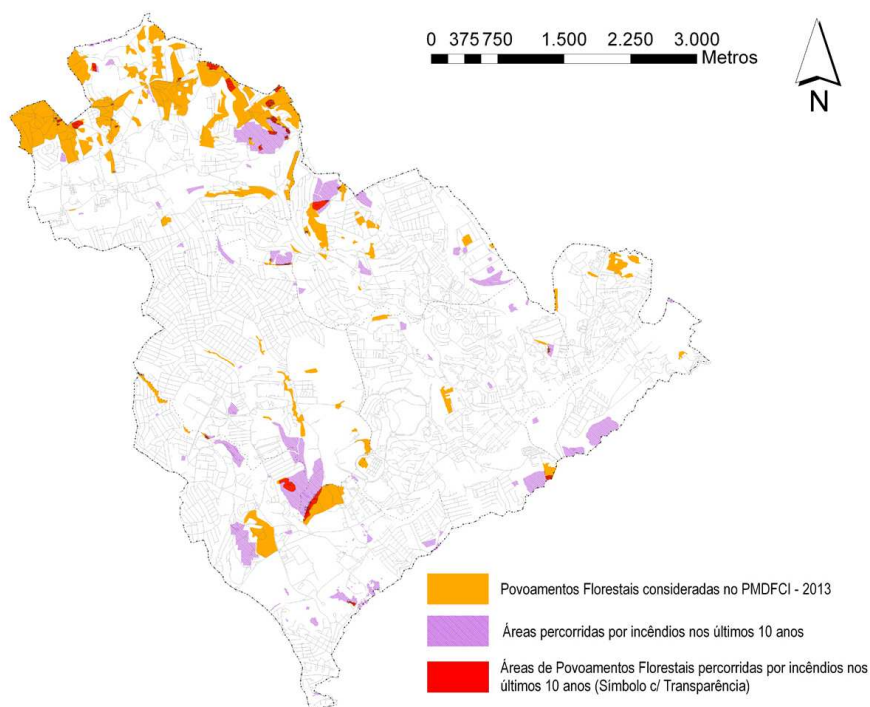 0 375 750 1.500 2.250 3.000
Metros
N
Povoamentos Florestais consideradas no PMDFCI - 2013
Áreas percorridas por incêndios nos últimos 10 anos
Áreas de Povoamentos Florestais percorridas por incêndios nos
últimos 10 anos (Símbolo c/ Transparência)